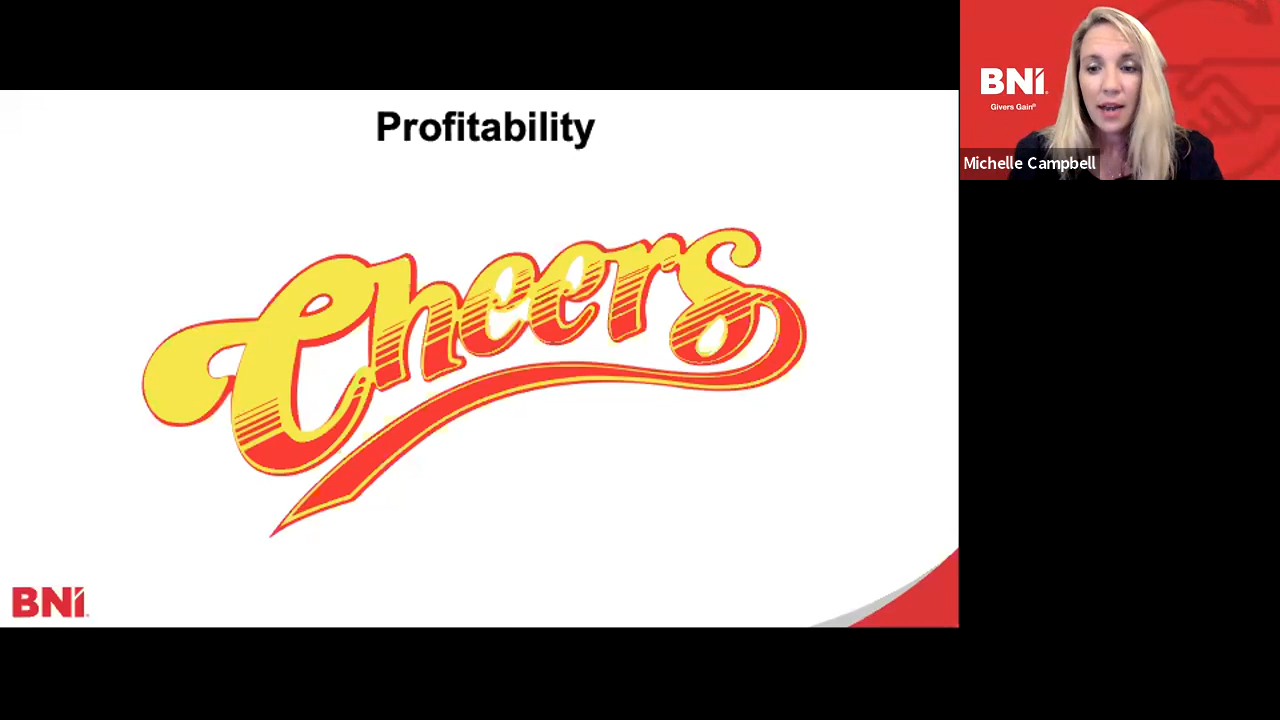 Profitability
Cheers
BNI
BNI
Givers Gain®
Michelle Campbell